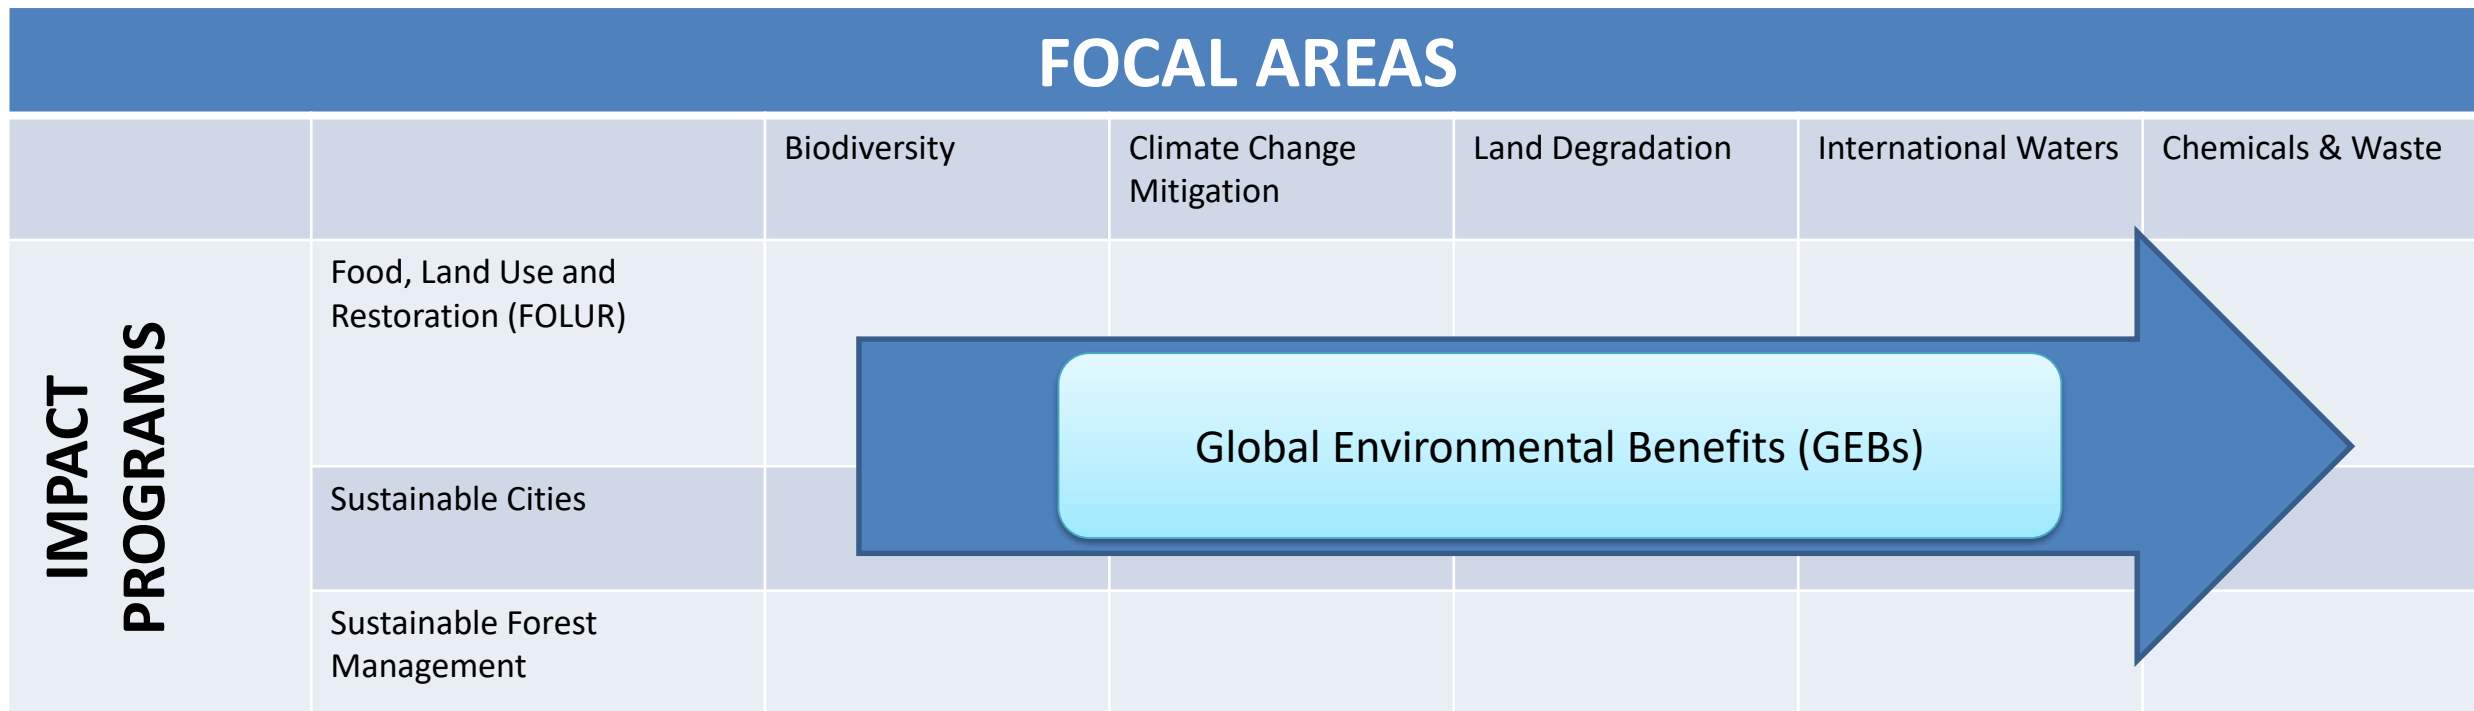 FOCAL AREAS
Biodiversity
Climate Change
Mitigation
Land Degradation
International Waters
Chemicals & Waste
IMPACT
PROGRAMS
Food, Land Use and
Restoration (FOLUR)
Global Environmental Benefits (GEBs)
Sustainable Cities
Sustainable Forest
Management